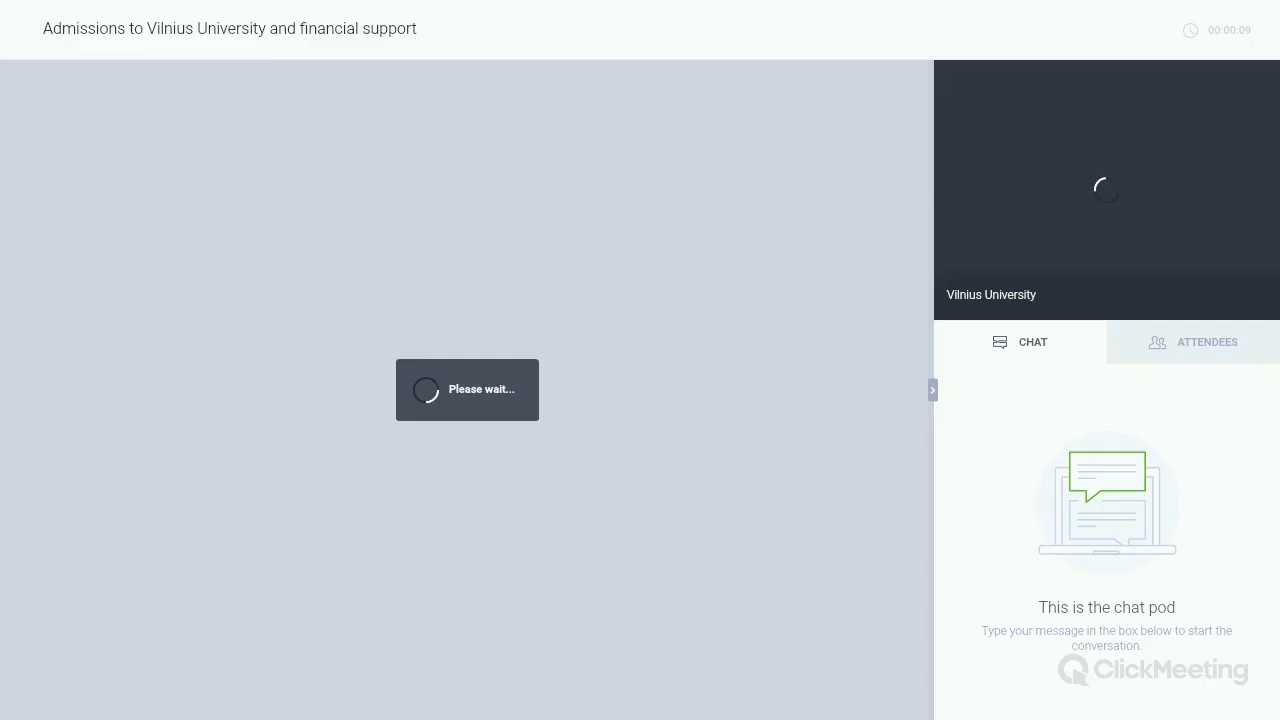 Admissions to Vilnius University and financial support
00:00:09
Vilnius University
CHAT
ATTENDEES
Please wait...
This is the chat pod
Type your message in the box below to start the
conversation.
ClickMeeting